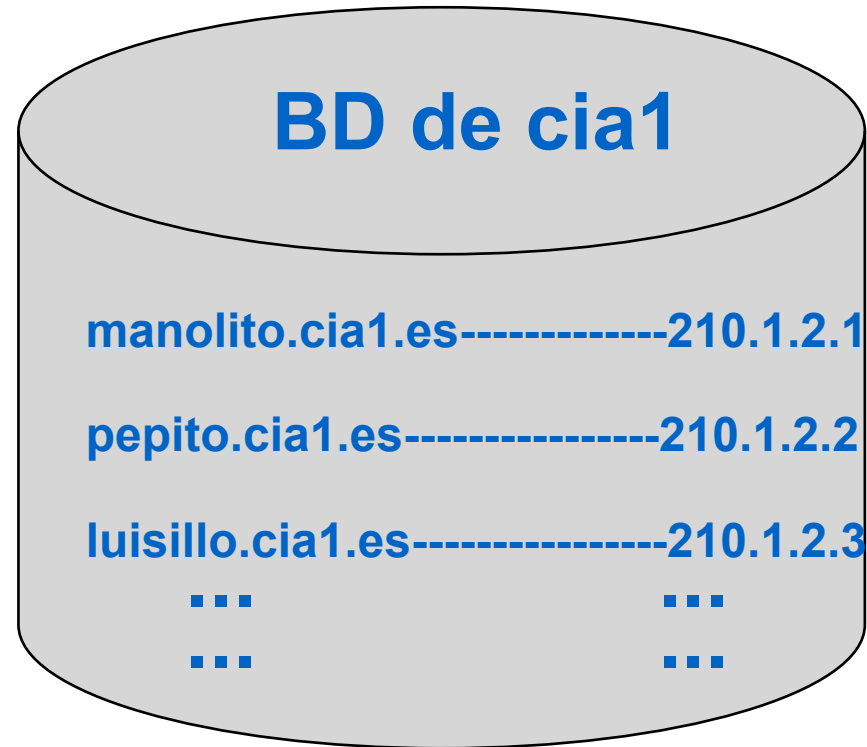 BD de cia1
manolito.cia1.es-------------210.1.2.1
pepito.cia1.es----------------210.1.2.2
luisillo.cia1.es----------------210.1.2.3
... ...
... ...